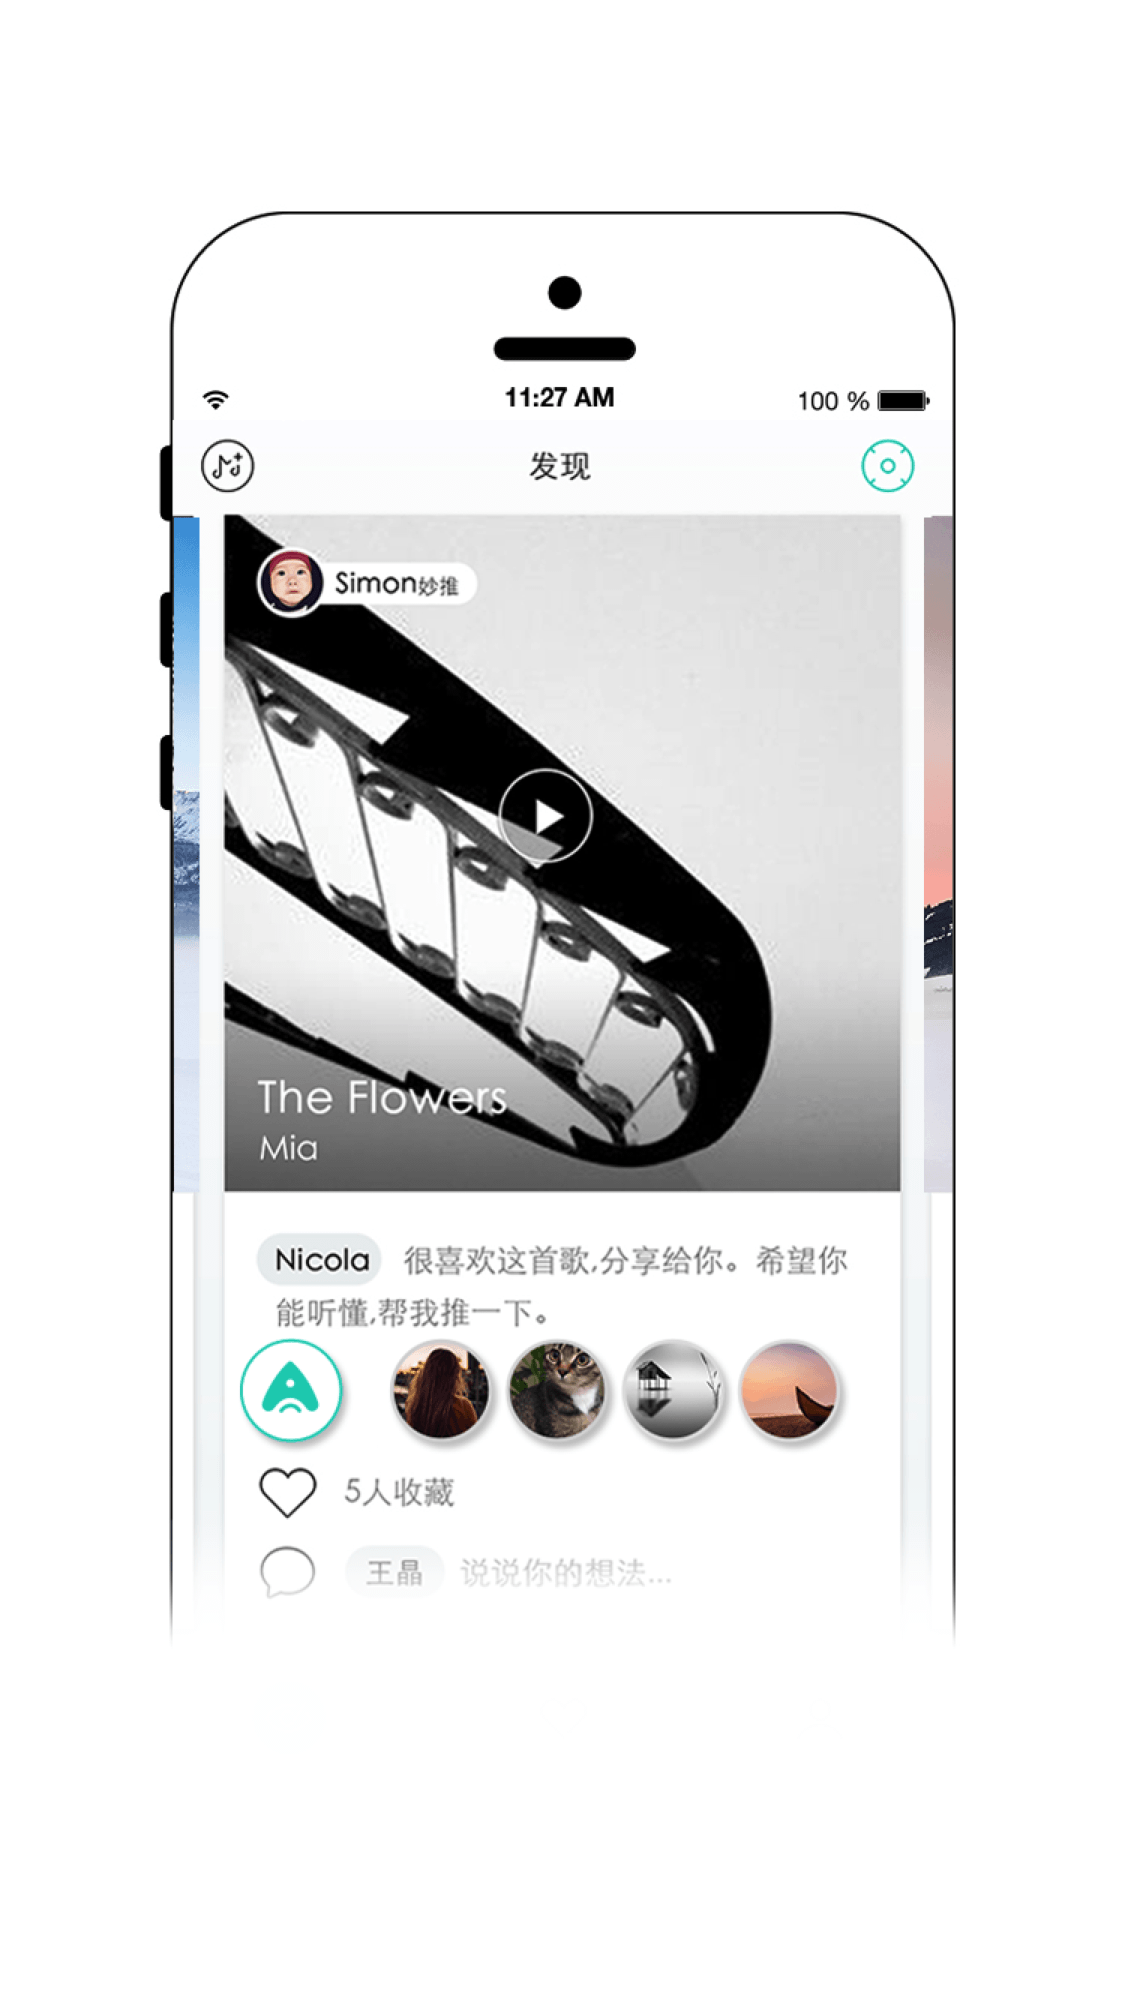 11:27 AM
100 %
发现
Simon妙推
The Flowers
Mia
Nicola 很喜欢这首歌,分享给你。希望你
能听懂,帮我推一下。
5人收藏
王晶 说说你的想法...